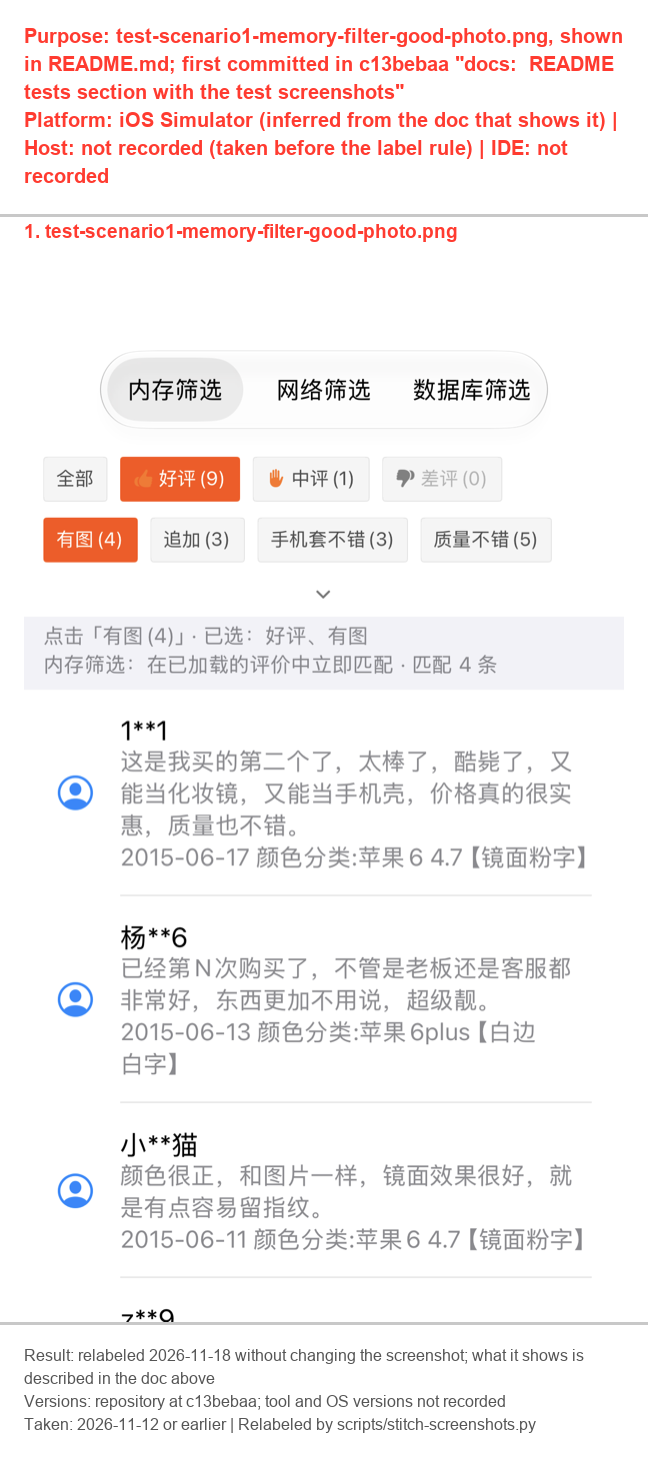 Purpose: test-scenario1-memory-filter-good-photo.png, shown
in README.md; first committed in c13bebaa "docs:  README
tests section with the test screenshots"
Platform: iOS Simulator (inferred from the doc that shows it) |
Host: not recorded (taken before the label rule) | IDE: not
recorded
1. test-scenario1-memory-filter-good-photo.png
内存筛选 网络筛选 数据库筛选
全部 好评 (9) 中评 (1) 差评 (0)
有图 (4) 追加 (3) 手机套不错 (3) 质量不错 (5)
点击「有图 (4)」· 已选：好评、有图
内存筛选：在已加载的评价中立即匹配 · 匹配 4 条
1**1
这是我买的第二个了，太棒了，酷毙了，又
能当化妆镜，又能当手机壳，价格真的很实
惠，质量也不错。
2015-06-17 颜色分类:苹果 6 4.7【镜面粉字】
杨**6
已经第 N 次购买了，不管是老板还是客服都
非常好，东西更加不用说，超级靓。
2015-06-13 颜色分类:苹果 6plus【白边
白字】
小**猫
颜色很正，和图片一样，镜面效果很好，就
是有点容易留指纹。
2015-06-11 颜色分类:苹果 6 4.7【镜面粉字】
z**9
Result: relabeled 2026-11-18 without changing the screenshot; what it shows is
described in the doc above
Versions: repository at c13bebaa; tool and OS versions not recorded
Taken: 2026-11-12 or earlier | Relabeled by scripts/stitch-screenshots.py